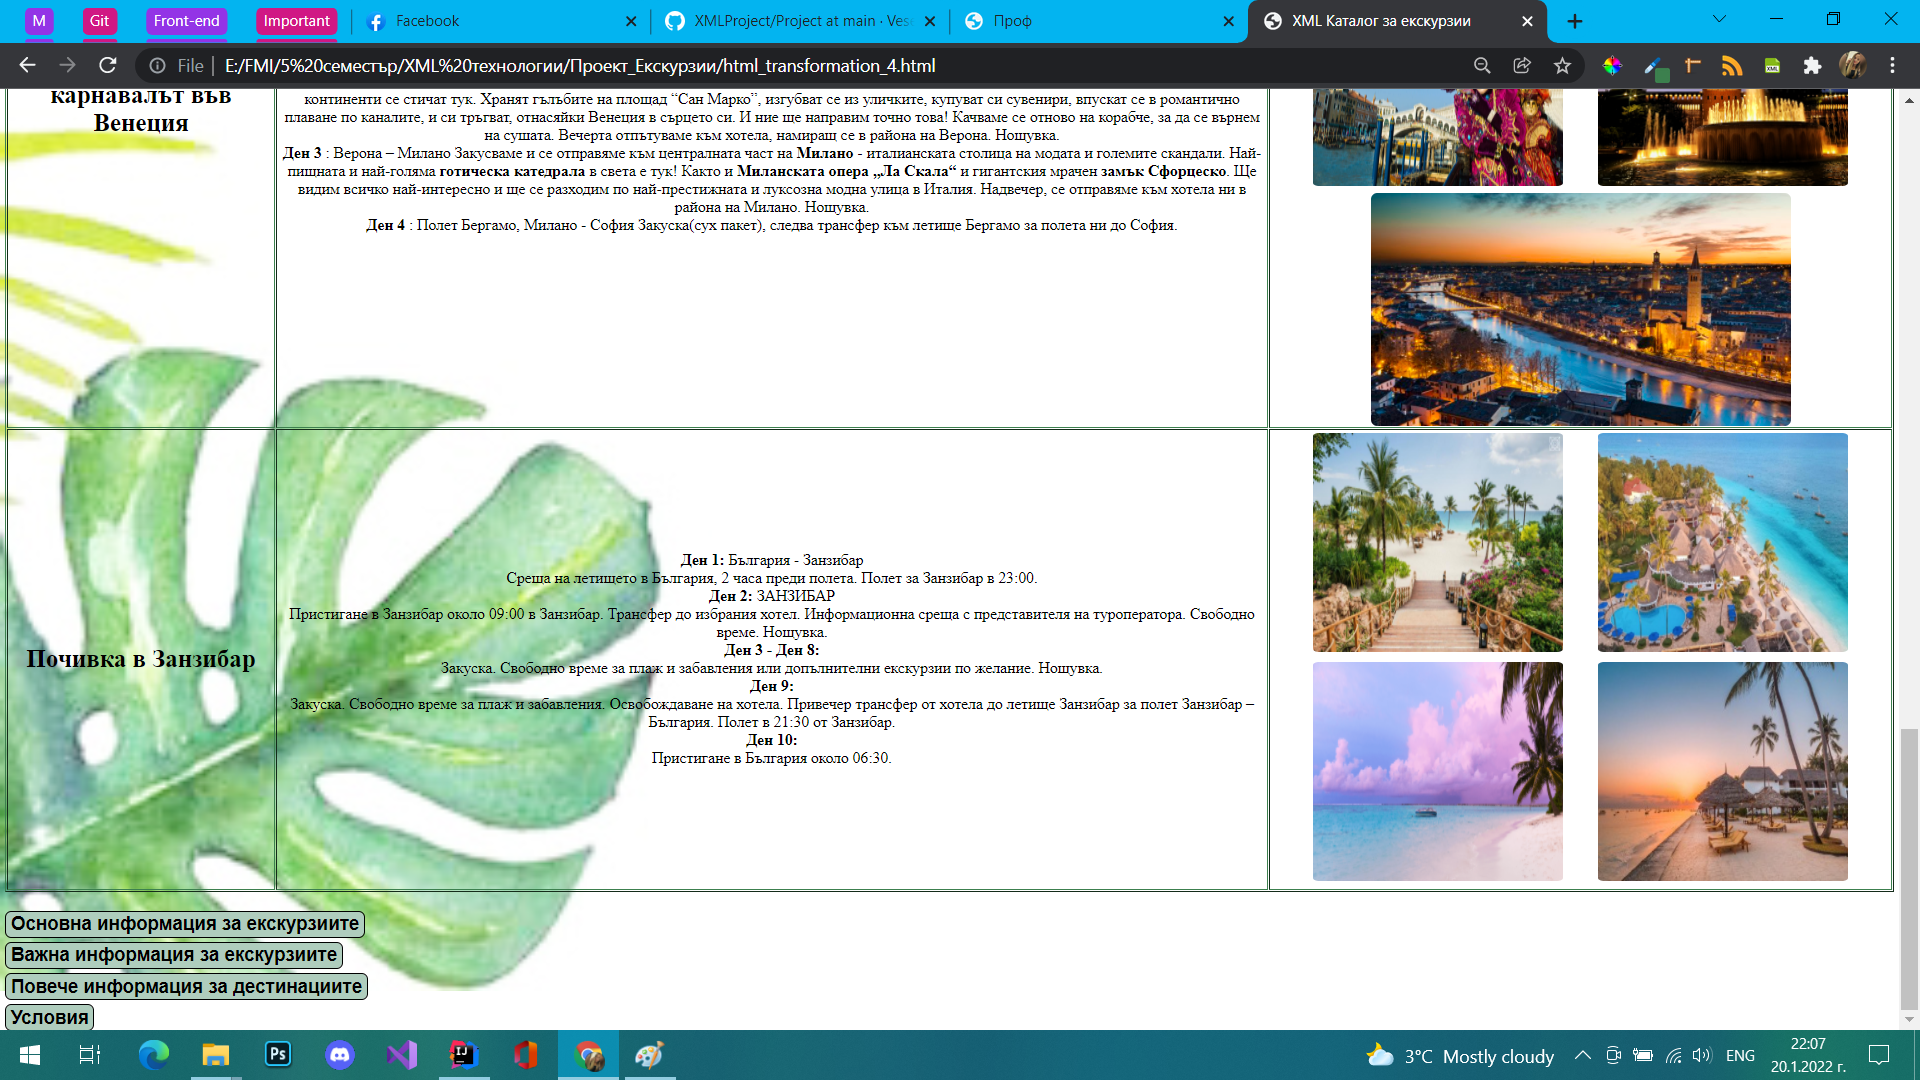 M
Git
Front-end
Important
Facebook
XMLProject/Project at main · Vese
Проф
XML Каталог за екскурзии
File
E:/FMI/5%20семестър/XML%20технологии/Проект_Екскурзии/html_transformation_4.html
карнавалът във
Венеция
континенти се стичат тук. Хранят гълъбите на площад “Сан Марко”, изгубват се из уличките, купуват си сувенири, впускат се в романтично
плаване по каналите, и си тръгват, отнасяйки Венеция в сърцето си. И ние ще направим точно това! Качваме се отново на корабче, за да се върнем
на сушата. Вечерта отпътуваме към хотела, намиращ се в района на Верона. Нощувка.
Ден 3 : Верона – Милано Закусваме и се отправяме към централната част на Милано - италианската столица на модата и големите скандали. Най-
пищната и най-голяма готическа катедрала в света е тук! Както и Миланската опера „Ла Скала“ и гигантския мрачен замък Сфорцеско. Ще
видим всичко най-интересно и ще се разходим по най-престижната и луксозна модна улица в Италия. Надвечер, се отправяме към хотела ни в
района на Милано. Нощувка.
Ден 4 : Полет Бергамо, Милано - София Закуска(сух пакет), следва трансфер към летище Бергамо за полета ни до София.
Почивка в Занзибар
Ден 1: България - Занзибар
Среща на летището в България, 2 часа преди полета. Полет за Занзибар в 23:00.
Ден 2: ЗАНЗИБАР
Пристигане в Занзибар около 09:00 в Занзибар. Трансфер до избрания хотел. Информационна среща с представителя на туроператора. Свободно
време. Нощувка.
Ден 3 - Ден 8:
Закуска. Свободно време за плаж и забавления или допълнителни екскурзии по желание. Нощувка.
Ден 9:
Закуска. Свободно време за плаж и забавления. Освобождаване на хотела. Привечер трансфер от хотела до летище Занзибар за полет Занзибар –
България. Полет в 21:30 от Занзибар.
Ден 10:
Пристигане в България около 06:30.
Основна информация за екскурзиите
Важна информация за екскурзиите
Повече информация за дестинациите
Условия
3°C Mostly cloudy
ENG
22:07
20.1.2022 г.